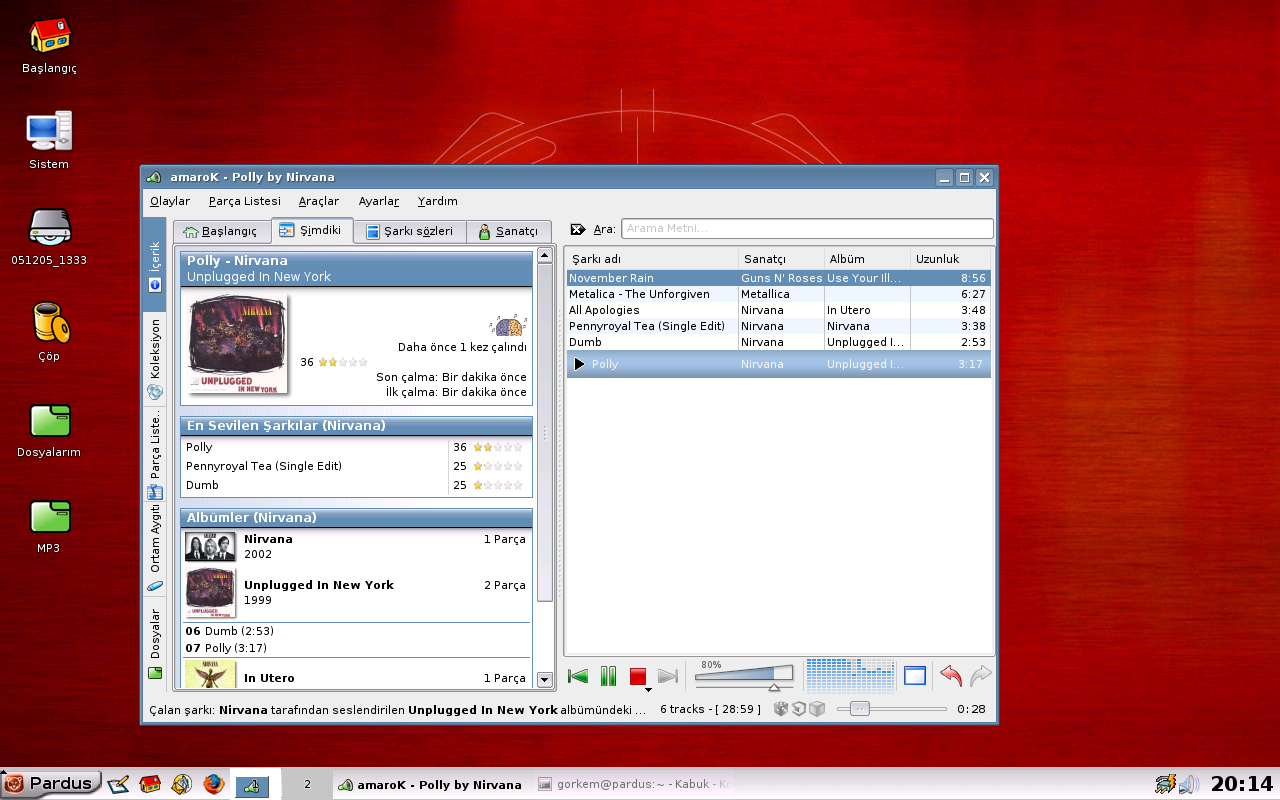 Başlangıç
Sistem
051205_1333
Çöp
Dosyalarım
MP3
amaroK - Polly by Nirvana
Olaylar Parça Listesi Araçlar Ayarlar Yardım
İçerik
Koleksiyon
Parça Liste..
Ortam Aygıtı
Dosyalar
Başlangıç Şimdiki Şarkı sözleri Sanatçı
Polly - Nirvana
Unplugged In New York
NIRVANA
UNPLUGGED
IN NEW YORK
Daha önce 1 kez çalındı
36
Son çalma: Bir dakika önce
İlk çalma: Bir dakika önce
En Sevilen Şarkılar (Nirvana)
Polly 36
Pennyroyal Tea (Single Edit) 25
Dumb 25
Albümler (Nirvana)
Nirvana 1 Parça
2002
Unplugged In New York 2 Parça
1999
06 Dumb (2:53)
07 Polly (3:17)
In Utero 1 Parça
Ara: Arama Metni...
Şarkı adı Sanatçı Albüm Uzunluk
November Rain Guns N' Roses Use Your Ill... 8:56
Metalica - The Unforgiven Metallica 6:27
All Apologies Nirvana In Utero 3:48
Pennyroyal Tea (Single Edit) Nirvana Nirvana 3:38
Dumb Nirvana Unplugged I... 2:53
Polly Nirvana Unplugged I... 3:17
80%
Çalan şarkı: Nirvana tarafından seslendirilen Unplugged In New York albümündeki ... 6 tracks - [ 28:59 ] 0:28
Pardus 2 amaroK - Polly by Nirvana gorkem@pardus:~ - Kabuk - 20:14